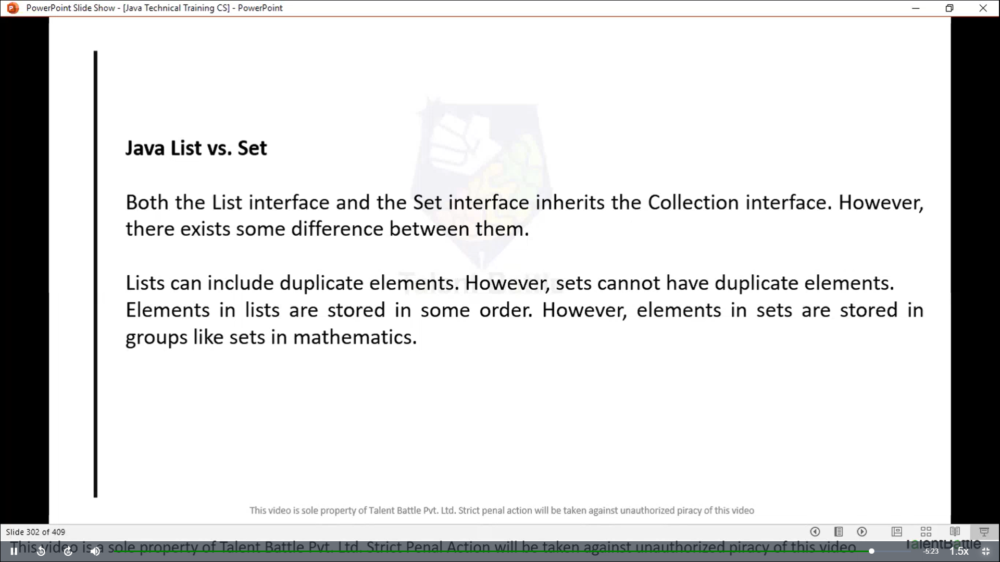 PowerPoint Slide Show - [Java Technical Training CS] - PowerPoint
Java List vs. Set
Both the List interface and the Set interface inherits the Collection interface. However,
there exists some difference between them.
Talent Battle
Lists can include duplicate elements. However, sets cannot have duplicate elements.
Elements in lists are stored in some order. However, elements in sets are stored in
groups like sets in mathematics.
This video is sole property of Talent Battle Pvt. Ltd. Strict penal action will be taken against unauthorized piracy of this video
Slide 302 of 409
This video is a sole property of Talent Battle Pvt. Ltd. Strict Penal Action will be taken against unauthorized piracy of this video
TalentBattle
10
30
-5:23
1.5x